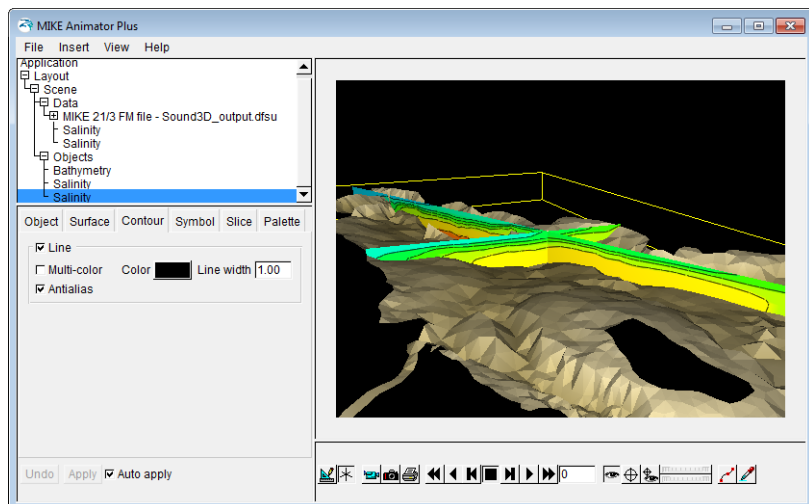 MIKE Animator Plus
File Insert View Help
Application
Layout
Scene
Data
MIKE 21/3 FM file - Sound3D_output.dfsu
Salinity
Salinity
Objects
Bathymetry
Salinity
Salinity
Object Surface Contour Symbol Slice Palette
Line
Multi-color Color Line width 1.00
Antialias
Undo Apply Auto apply
0